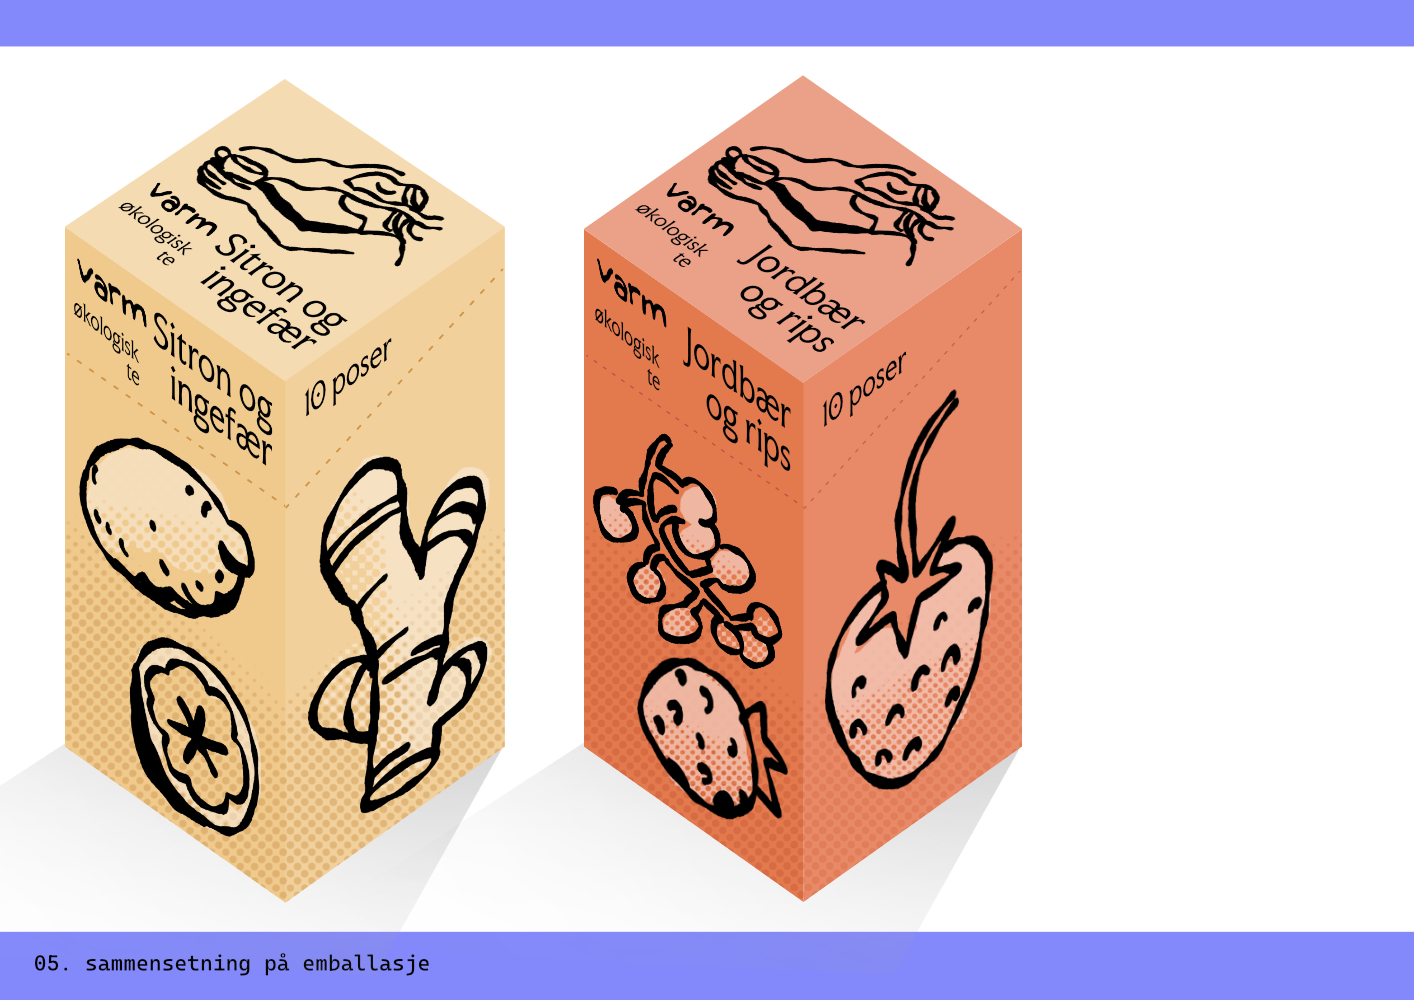 varm
økologisk
te
Sitron og
ingefær
varm
økologisk
te
Sitron og
ingefær
10 poser
varm
økologisk
te
Jordbær
og rips
varm
økologisk
te
Jordbær
og rips
10 poser
05. sammensetning på emballasje